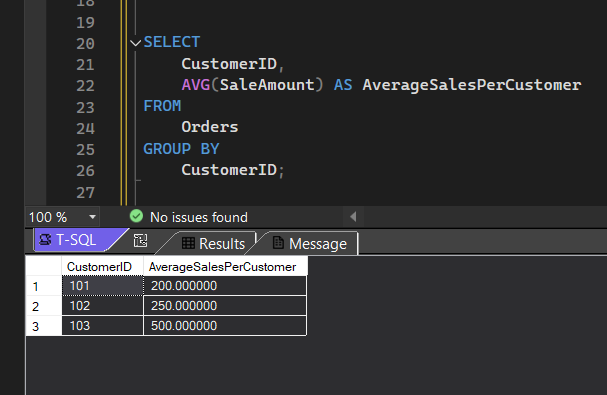 18
19
20 SELECT
21 CustomerID,
22 AVG(SaleAmount) AS AverageSalesPerCustomer
23 FROM
24 Orders
25 GROUP BY
26 CustomerID;
27
100 % No issues found
T-SQL Results Message
CustomerID AverageSalesPerCustomer
1 101 200.000000
2 102 250.000000
3 103 500.000000